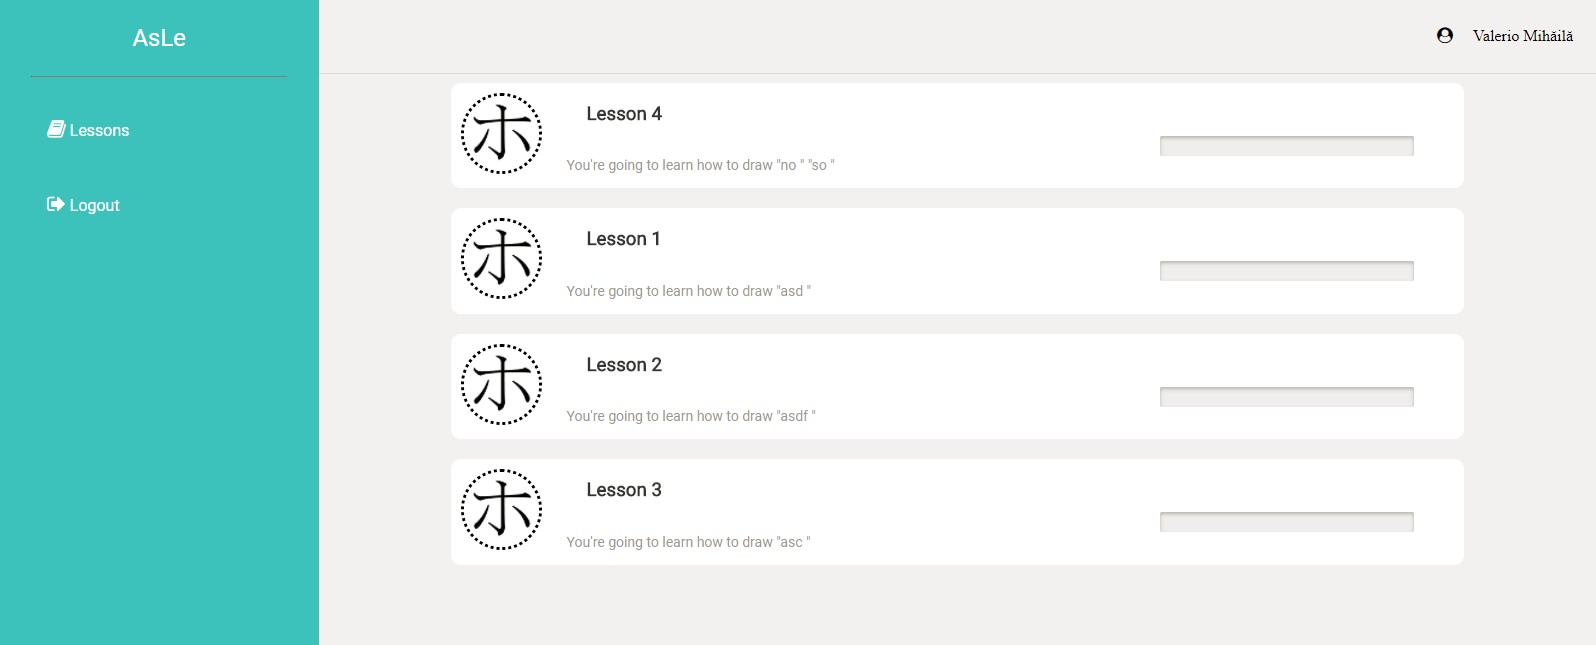 AsLe
Lessons
Logout
Valerio Mihăilă
ホ
Lesson 4
You're going to learn how to draw "no " "so "
ホ
Lesson 1
You're going to learn how to draw "asd "
ホ
Lesson 2
You're going to learn how to draw "asdf "
ホ
Lesson 3
You're going to learn how to draw "asc "